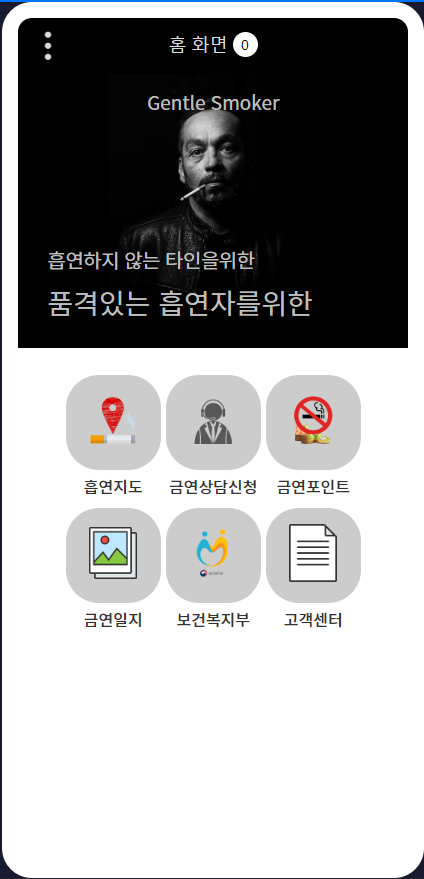 홈 화면 0
Gentle Smoker
흡연하지 않는 타인을위한
품격있는 흡연자를위한
흡연지도 금연상담신청 금연포인트
금연일지 보건복지부 고객센터